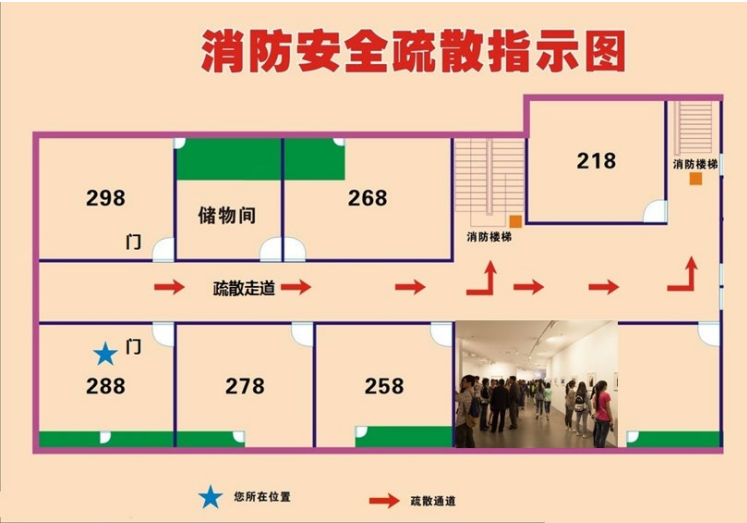 消防安全疏散指示图
218
消防楼梯
298
储物间
268
门
消防楼梯
疏散走道
门
288
278
258
您所在位置
疏散通道